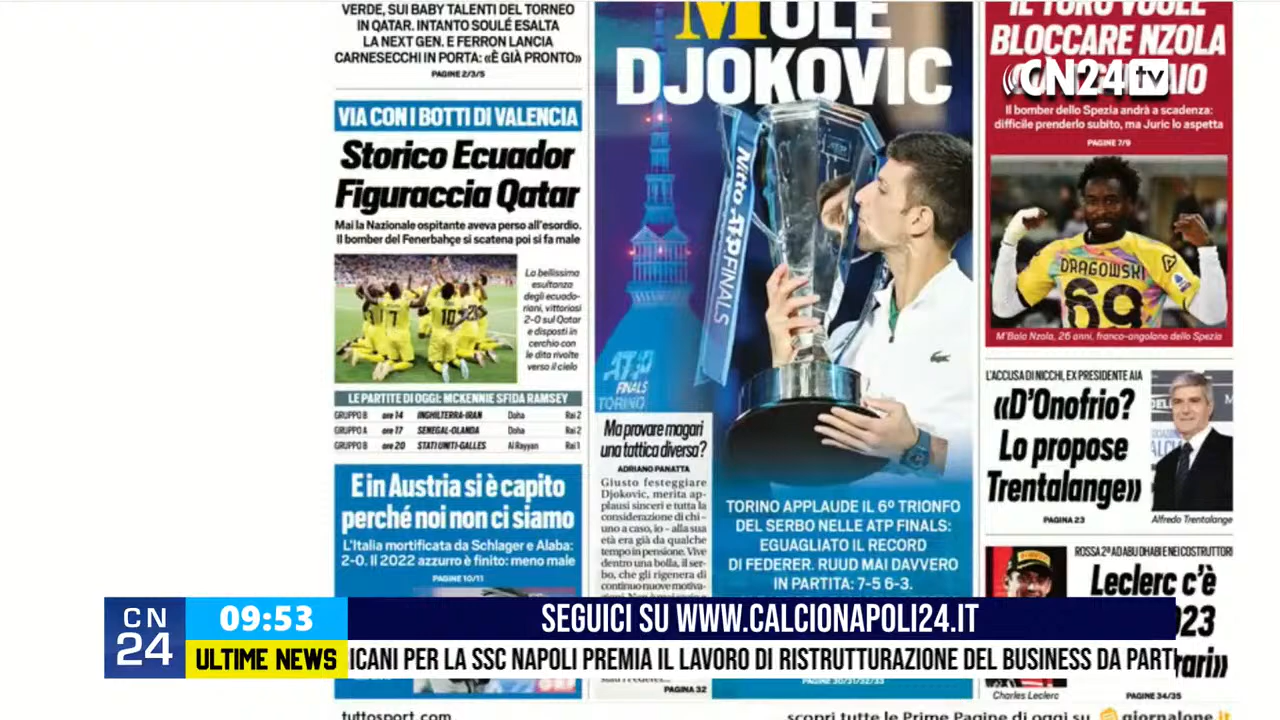 VERDE, SUI BABY TALENTI DEL TORNEO
IN QATAR. INTANTO SOULÉ ESALTA
LA NEXT GEN. E FERRON LANCIA
CARNESECCHI IN PORTA: «È GIÀ PRONTO»
PAGINE 2/3/5
VIA CON I BOTTI DI VALENCIA
Storico Ecuador
Figuraccia Qatar
Mai la Nazionale ospitante aveva perso all'esordio.
Il bomber del Fenerbahçe si scatena poi si fa male
La bellissima
esultanza
degli ecuado-
riani, vittoriosi
2-0 sul Qatar
e disposti in
cerchio con
le dita rivolte
verso il cielo
LE PARTITE DI OGGI: MCKENNIE SFIDA RAMSEY
GRUPPO B ore 14 INGHILTERRA-IRAN Doha Rai 2
GRUPPO A ore 17 SENEGAL-OLANDA Doha Rai 2
GRUPPO B ore 20 STATI UNITI-GALLES Al Rayyan Rai 1
E in Austria si è capito
perché noi non ci siamo
L'Italia mortificata da Schlager e Alaba:
2-0. Il 2022 azzurro è finito: meno male
PAGINE 10/11
MOLE
DJOKOVIC
Nitto ATP FINALS
ATP
FINALS
TORINO
Ma provare magari
una tattica diversa?
ADRIANO PANATTA
Giusto festeggiare
Djokovic, merita ap-
plausi sinceri e tutta la
considerazione di chi -
uno a caso, io - alla sua
età era già da qualche
tempo in pensione. Vive
dentro una bolla, il ser-
bo, che gli rigenera di
continuo nuove motiva-
PAGINA 32
TORINO APPLAUDE IL 6º TRIONFO
DEL SERBO NELLE ATP FINALS:
EGUAGLIATO IL RECORD
DI FEDERER. RUUD MAI DAVVERO
IN PARTITA: 7-5 6-3.
PAGINE 30/31/32/33
IL TORO VUOLE
BLOCCARE NZOLA
CN24 tv
Il bomber dello Spezia andrà a scadenza:
difficile prenderlo subito, ma Juric lo aspetta
PAGINE 7/9
DRAGOWSKI
69
M'Bala Nzola, 26 anni, franco-angolano dello Spezia
L'ACCUSA DI NICCHI, EX PRESIDENTE AIA
«D'Onofrio?
Lo propose
Trentalange»
PAGINA 23
Alfredo Trentalange
ROSSA 2ª AD ABU DHABI E NEI COSTRUTTORI
Leclerc c'è
23
rari»
Charles Leclerc
PAGINE 34/35
CN
24
09:53
ULTIME NEWS
SEGUICI SU WWW.CALCIONAPOLI24.IT
ICANI PER LA SSC NAPOLI PREMIA IL LAVORO DI RISTRUTTURAZIONE DEL BUSINESS DA PARTI
tuttosport.com
scopri tutte le Prime Pagine di oggi su giornalone.it